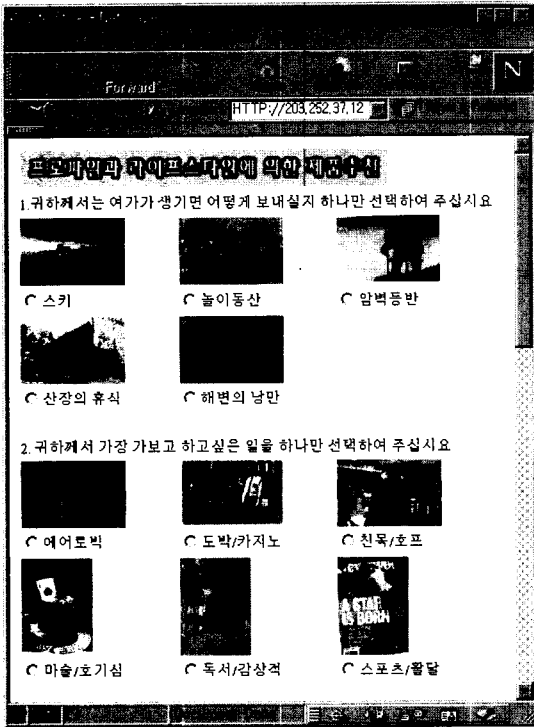 Forward
N
HTTP://203,252,37,12
프로파일과 라이프스타일에 의한 제품추천
1.귀하께서는 여가가 생기면 어떻게 보내실지 하나만 선택하여 주십시요
스키 놀이동산 암벽등반
산장의 휴식 해변의 낭만
2.귀하께서 가장 가보고 하고싶은 일을 하나만 선택하여 주십시요
에어로빅 도박/카지노 친목/호프
A STAR
IS BORN
마술/호기심 독서/감상적 스포츠/활달